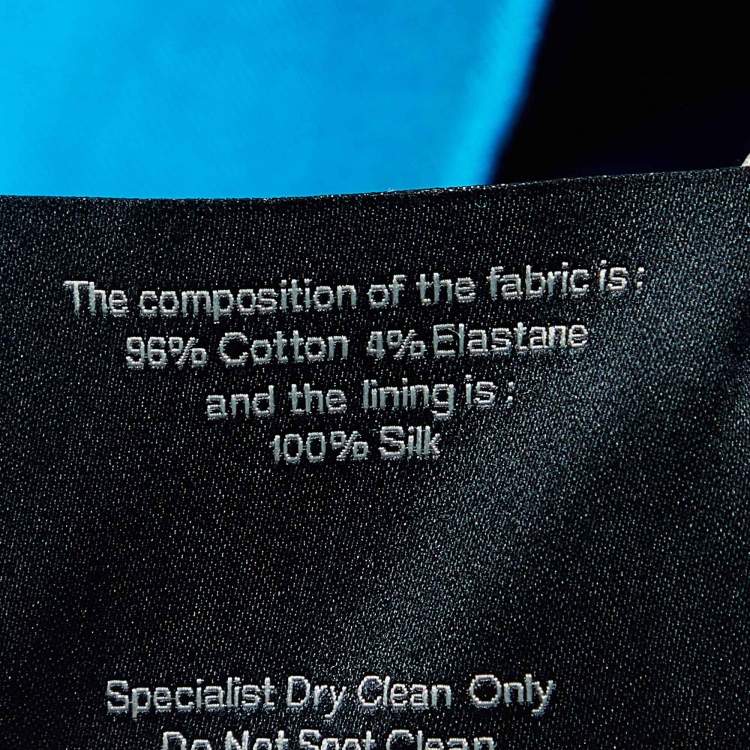 The composition of the fabric is:
96% Cotton 4% Elastane
and the lining is:
100% Silk
Specialist Dry Clean Only
Do Not Spot Clean